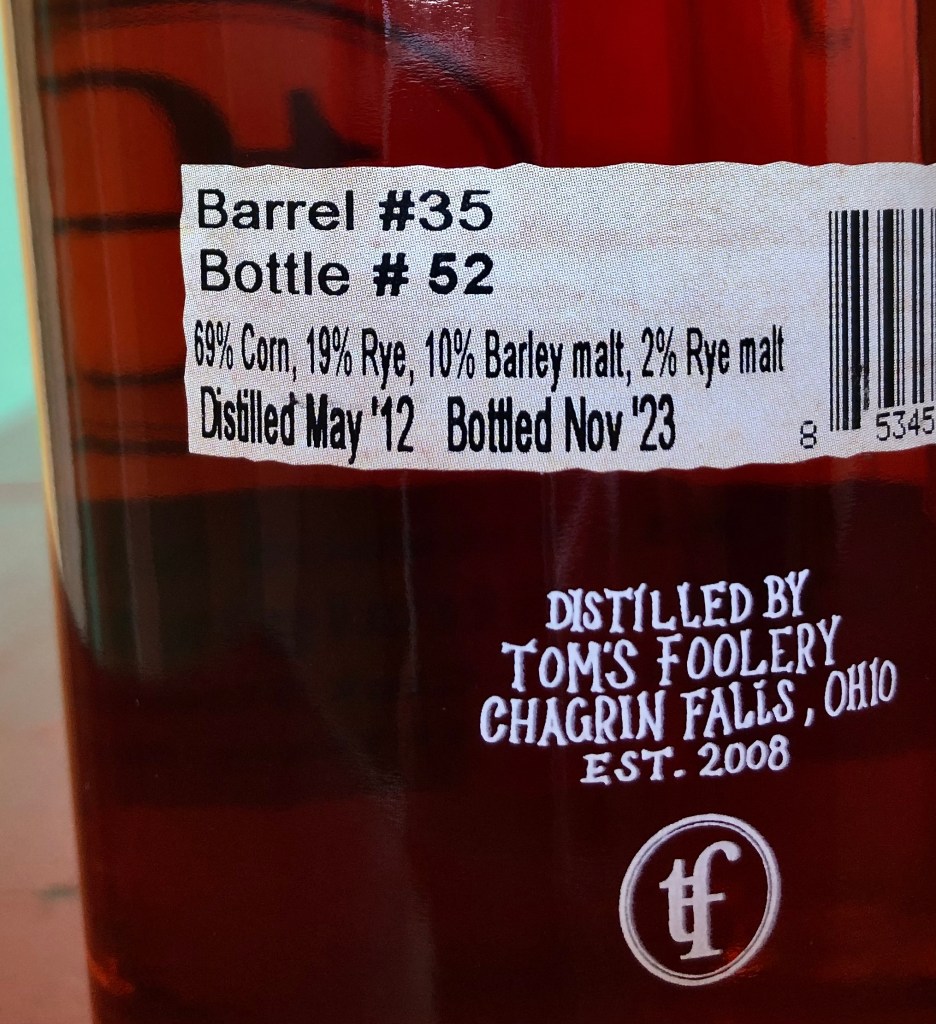 Barrel #35
Bottle # 52
69% Corn, 19% Rye, 10% Barley malt, 2% Rye malt
Distilled May '12 Bottled Nov '23
8 5345
DISTILLED BY
TOM'S FOOLERY
CHAGRIN FALLS, OHIO
EST. 2008
tf